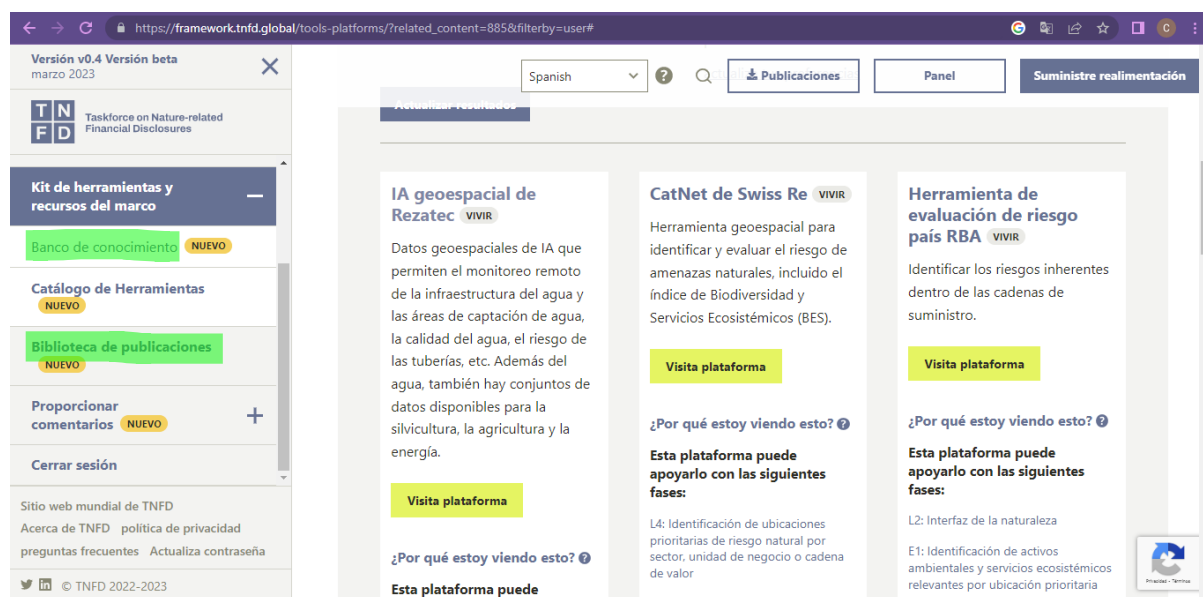 https://framework.tnfd.global/tools-platforms/?related_content=885&filterby=user#
G
C
Versión v0.4 Versión beta
marzo 2023
TN
FD
Taskforce on Nature-related
Financial Disclosures
Kit de herramientas y
recursos del marco
Banco de conocimiento NUEVO
Catálogo de Herramientas
NUEVO
Biblioteca de publicaciones
NUEVO
Proporcionar
comentarios NUEVO
Cerrar sesión
Sitio web mundial de TNFD
Acerca de TNFD política de privacidad
preguntas frecuentes Actualiza contraseña
© TNFD 2022-2023
Spanish
Publicaciones
Panel
Suministre realimentación
Actualizar resultados
IA geoespacial de
Rezatec VIVIR
Datos geoespaciales de IA que
permiten el monitoreo remoto
de la infraestructura del agua y
las áreas de captación de agua,
la calidad del agua, el riesgo de
las tuberías, etc. Además del
agua, también hay conjuntos de
datos disponibles para la
silvicultura, la agricultura y la
energía.
Visita plataforma
¿Por qué estoy viendo esto?
Esta plataforma puede
CatNet de Swiss Re VIVIR
Herramienta geoespacial para
identificar y evaluar el riesgo de
amenazas naturales, incluido el
índice de Biodiversidad y
Servicios Ecosistémicos (BES).
Visita plataforma
¿Por qué estoy viendo esto?
Esta plataforma puede
apoyarlo con las siguientes
fases:
L4: Identificación de ubicaciones
prioritarias de riesgo natural por
sector, unidad de negocio o cadena
de valor
Herramienta de
evaluación de riesgo
país RBA VIVIR
Identificar los riesgos inherentes
dentro de las cadenas de
suministro.
Visita plataforma
¿Por qué estoy viendo esto?
Esta plataforma puede
apoyarlo con las siguientes
fases:
L2: Interfaz de la naturaleza
E1: Identificación de activos
ambientales y servicios ecosistémicos
relevantes por ubicación prioritaria
Privacidad - Términos